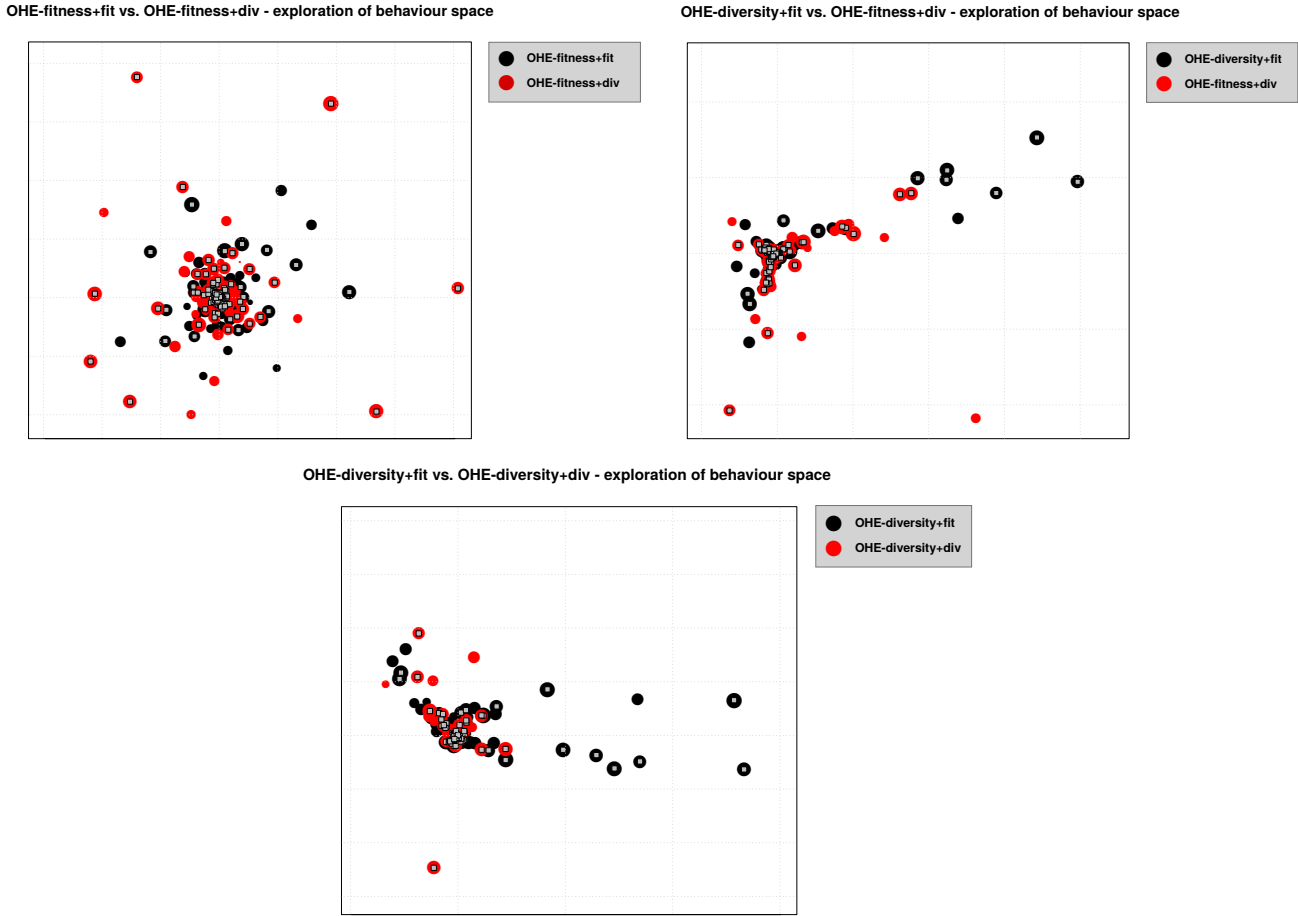 OHE-fitness+fit vs. OHE-fitness+div - exploration of behaviour space
OHE-fitness+fit
OHE-fitness+div
OHE-diversity+fit vs. OHE-fitness+div - exploration of behaviour space
OHE-diversity+fit
OHE-fitness+div
OHE-diversity+fit vs. OHE-diversity+div - exploration of behaviour space
OHE-diversity+fit
OHE-diversity+div